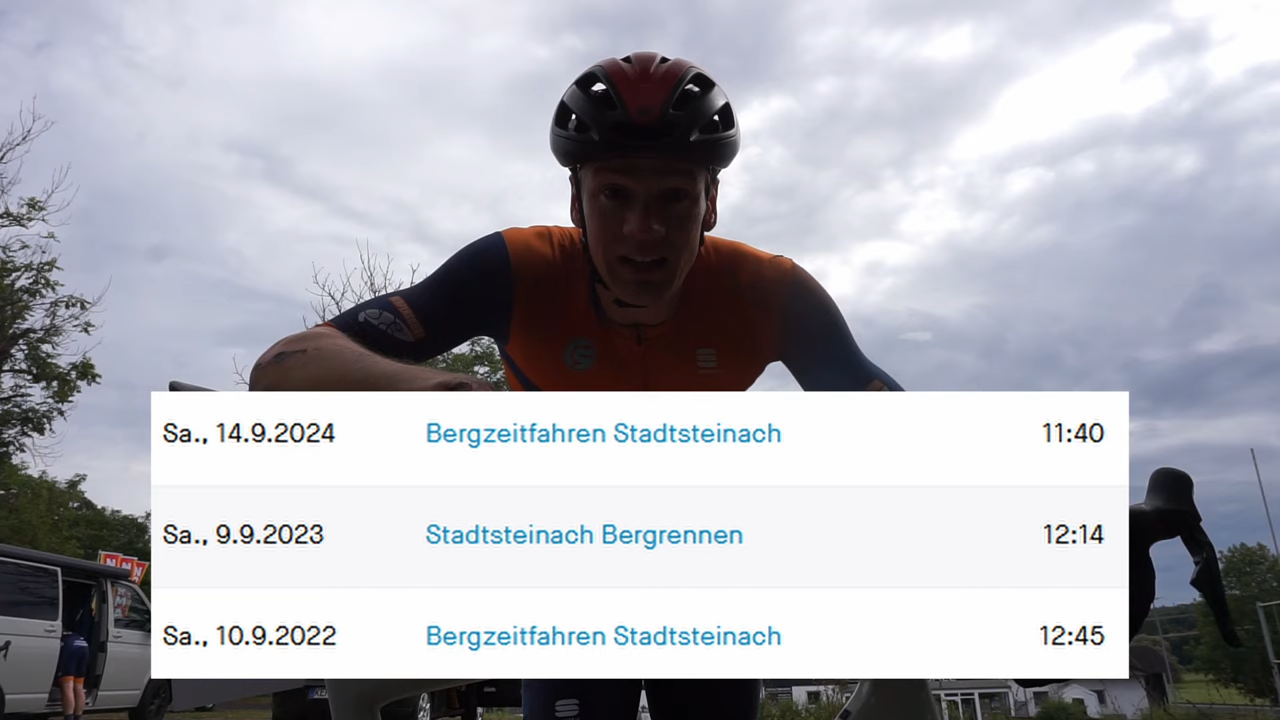 Sa., 14.9.2024 Bergzeitfahren Stadtsteinach 11:40
Sa., 9.9.2023 Stadtsteinach Bergrennen 12:14
Sa., 10.9.2022 Bergzeitfahren Stadtsteinach 12:45